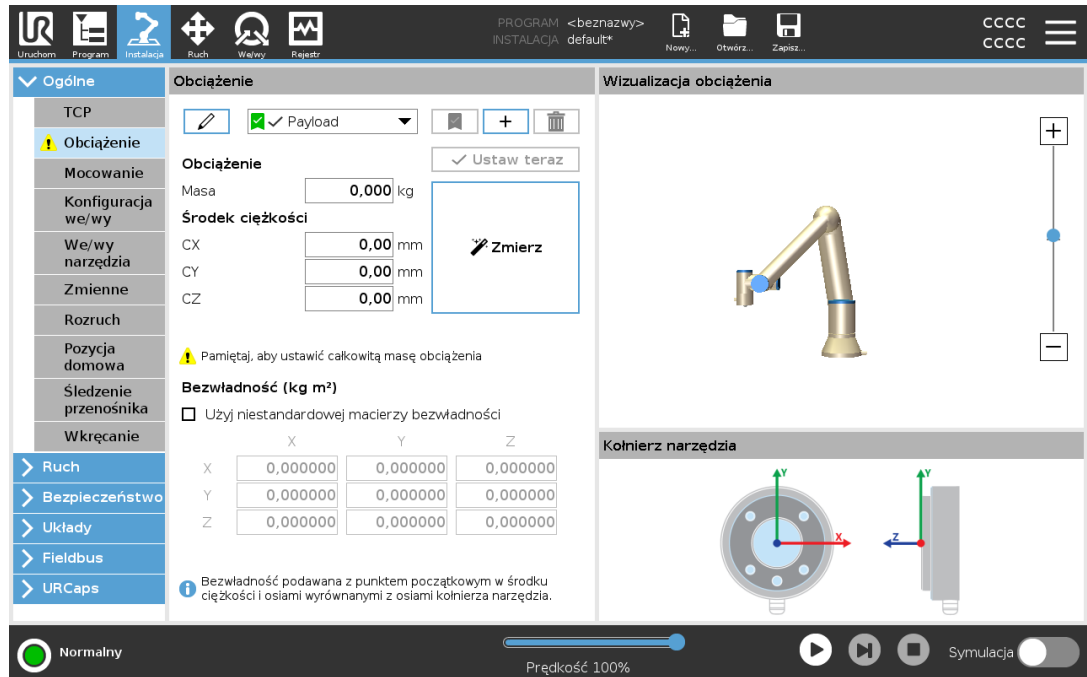 PROGRAM <beznazwy>
INSTALACJA default*
Uruchom Program Instalacja Ruch We/wy Rejestr Nowy... Otwórz... Zapisz...
CCCC
CCCC
Ogólne
TCP
Obciążenie
Mocowanie
Konfiguracja
we/wy
We/wy
narzędzia
Zmienne
Rozruch
Pozycja
domowa
Śledzenie
przenośnika
Wkręcanie
Ruch
Bezpieczeństwo
Układy
Fieldbus
URCaps
Obciążenie
Payload
Ustaw teraz
Obciążenie
Masa 0,000 kg
Środek ciężkości
CX 0,00 mm
CY 0,00 mm
CZ 0,00 mm
Zmierz
Pamiętaj, aby ustawić całkowitą masę obciążenia
Bezwładność (kg m²)
Użyj niestandardowej macierzy bezwładności
X Y Z
X 0,000000 0,000000 0,000000
Y 0,000000 0,000000 0,000000
Z 0,000000 0,000000 0,000000
Bezwładność podawana z punktem początkowym w środku
ciężkości i osiami wyrównanymi z osiami kołnierza narzędzia.
Wizualizacja obciążenia
Kołnierz narzędzia
Y Y
X Z
Normalny
Prędkość 100%
Symulacja